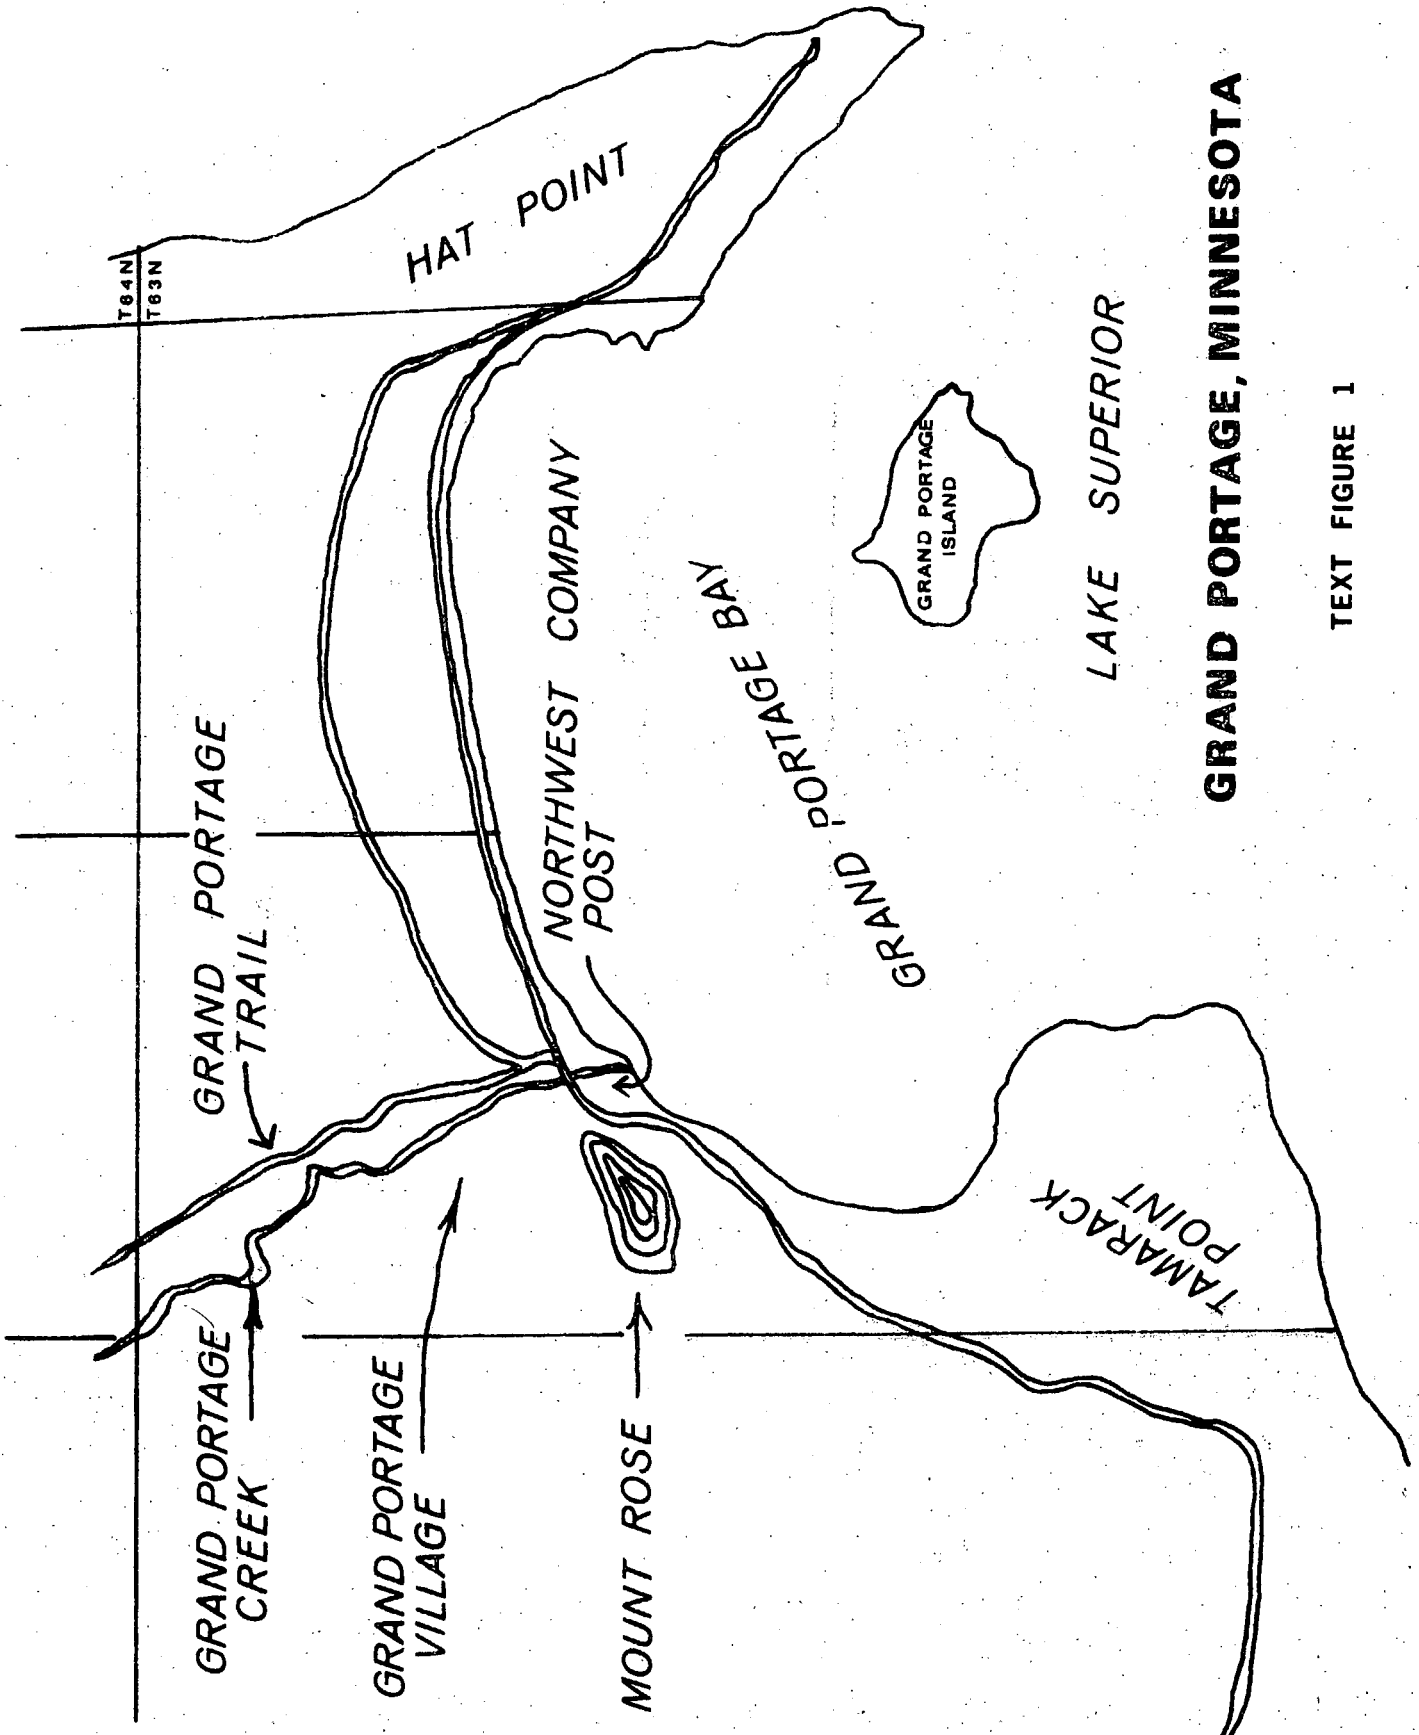 T64N
T63N
HAT POINT
GRAND PORTAGE
TRAIL
NORTHWEST COMPANY
POST
GRAND PORTAGE
CREEK
GRAND PORTAGE
VILLAGE
MOUNT ROSE
GRAND PORTAGE BAY
GRAND PORTAGE
ISLAND
TAMARACK
POINT
LAKE SUPERIOR
GRAND PORTAGE, MINNESOTA
TEXT FIGURE 1